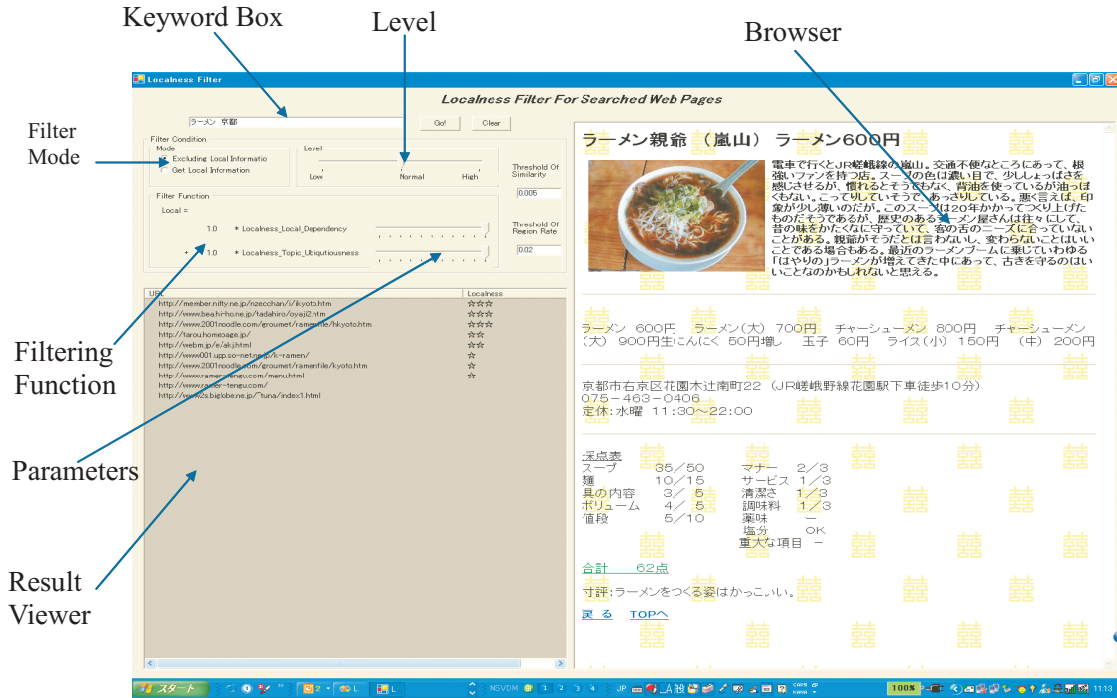 Keyword Box
Level
Browser
Filter
Mode
Filtering
Function
Parameters
Result
Viewer
Localness Filter
Localness Filter For Searched Web Pages
ラーメン 京都
Go!
Clear
Filter Condition
Mode
Excluding Local Informatio
Get Local Information
Level
Low
Normal
High
Threshold Of
Similarity
0.005
Filter Function
Local =
1.0 * Localness_Local_Dependency
+ 1.0 * Localness_Topic_Ubiqutiousness
Threshold Of
Region Rate
0.02
URL Localness
http://member.nifty.ne.jp/nzecchan/i/ikyoto.htm ☆☆☆
http://www.beahi-ho.ne.jp/tadahiro/oyaji2.htm ☆☆☆
http://www.2001noodle.com/groumet/ramenfile/hkyoto.htm ☆☆☆
http://tarou.homepage.jp/ ☆☆
http://webm.jp/e/akj.html ☆☆
http://www001.upp.so-net.ne.jp/k-ramen/ ☆
http://www.2001noodle.com/groumet/ramenfile/kyoto.htm ☆
http://www.ramen-tengu.com/menu.html ☆
http://www.ramen-tengu.com/
http://www2s.biglobe.ne.jp/~tuna/index1.html
ラーメン親爺 （嵐山） ラーメン600円
電車で行くとJR嵯峨線の嵐山。交通不便なところにあって、根
強いファンを持つ店。スープの色は濃い目で、少ししょっぱさを
感じさせるが、慣れるとそうでもなく、背油を使っているが油っぽ
くもない。こってりしていそうで、あっさりしている。悪く言えば、印
象が少し薄いのだが。このスープは20年かかってつくり上げた
ものだそうであるが、歴史のあるラーメン屋さんは往々にして、
昔の味をかたくなに守っていて、客の舌のニーズに合っていない
ことがある。親爺がそうだとは言わないし、変わらないことはいい
ことである場合もある。最近のラーメンブームに乗じていわゆる
「はやりの」ラーメンが増えてきた中にあって、古きを守るのはい
いことなのかもしれないと思える。
ラーメン 600円 ラーメン(大) 700円 チャーシューメン 800円 チャーシューメン
(大) 900円生にんにく 50円増し 玉子 60円 ライス(小) 150円 (中) 200円
京都市右京区花園木辻南町22 （JR嵯峨野線花園駅下車徒歩10分）
075-463-0406
定休:水曜 11:30～22:00
採点表
スープ 35／50 マナー 2／3
麺 10／15 サービス 1／3
具の内容 3／ 5 清潔さ 1／3
ボリューム 4／ 5 調味料 1／3
値段 5／10 薬味 －
塩分 OK
重大な項目 －
合計 62点
寸評:ラーメンをつくる姿はかっこいい。
戻る TOPへ
スタート
2
L
L
NSVDM
1 2 3 4
JP
CAPS
KANA
100%
11:13